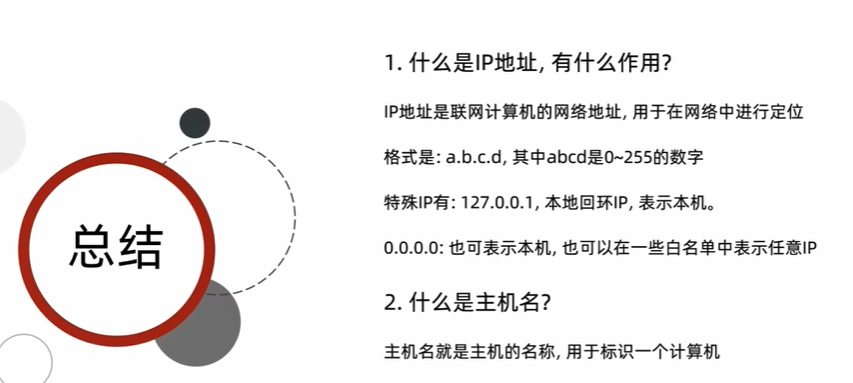 总结
1. 什么是IP地址, 有什么作用?
IP地址是联网计算机的网络地址, 用于在网络中进行定位
格式是: a.b.c.d, 其中abcd是0~255的数字
特殊IP有: 127.0.0.1, 本地回环IP, 表示本机。
0.0.0.0: 也可表示本机, 也可以在一些白名单中表示任意IP
2. 什么是主机名?
主机名就是主机的名称, 用于标识一个计算机